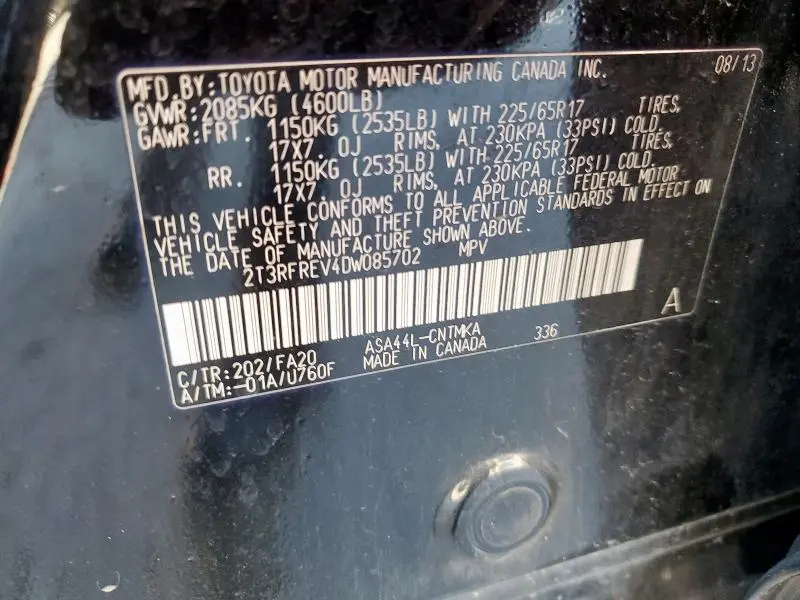 MFD.BY:TOYOTA MOTOR MANUFACTURING CANADA INC. 08/13
GVWR:2085KG (4600LB)
GAWR:FRT. 1150KG (2535LB) WITH 225/65R17 TIRES,
17X7.0J RIMS, AT 230KPA (33PSI) COLD.
RR. 1150KG (2535LB) WITH 225/65R17 TIRES,
17X7.0J RIMS, AT 230KPA (33PSI) COLD.
THIS VEHICLE CONFORMS TO ALL APPLICABLE FEDERAL MOTOR
VEHICLE SAFETY AND THEFT PREVENTION STANDARDS IN EFFECT ON
THE DATE OF MANUFACTURE SHOWN ABOVE.
2T3RFREV4DW085702 MPV
A
C/TR:202/FA20 ASA44L-CNTMKA 336
A/TM:-01A/U760F MADE IN CANADA